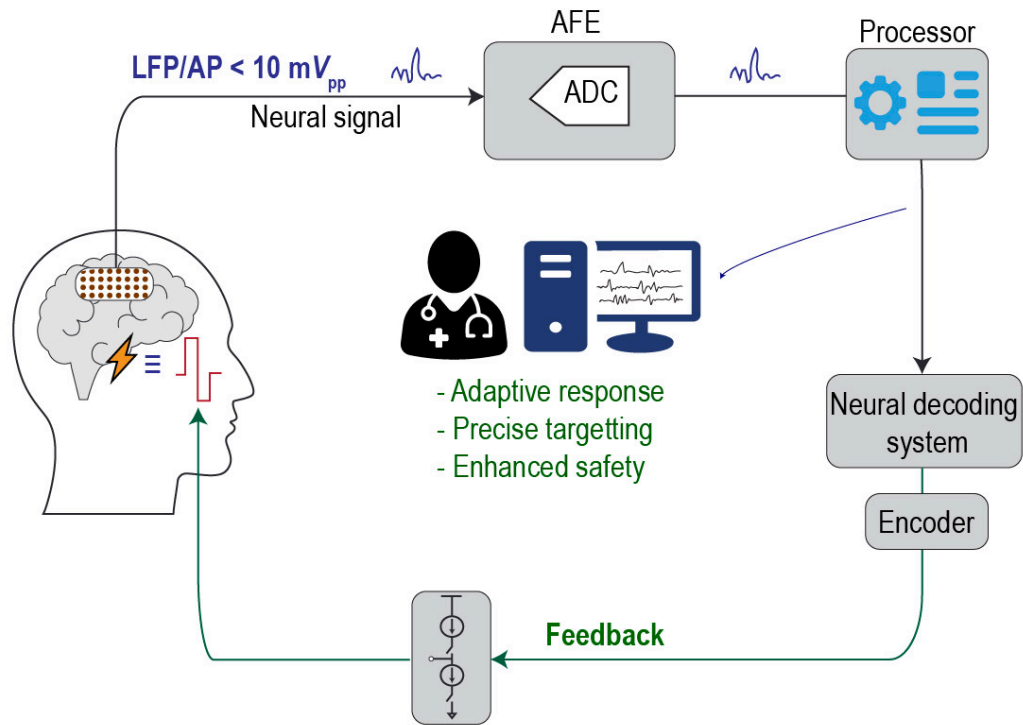 AFE
Processor
LFP/AP < 10 mVpp
ADC
Neural signal
- Adaptive response
- Precise targetting
- Enhanced safety
Neural decoding
system
Encoder
Feedback